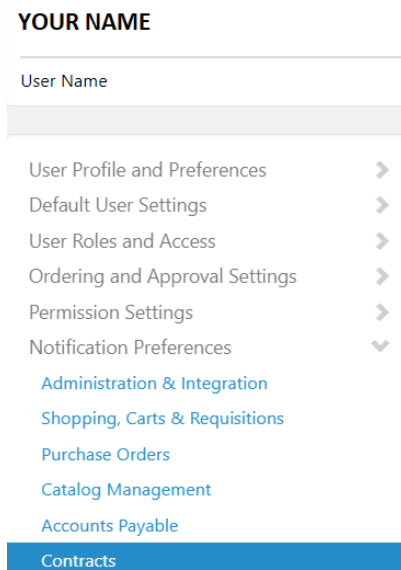 YOUR NAME
User Name
User Profile and Preferences
Default User Settings
User Roles and Access
Ordering and Approval Settings
Permission Settings
Notification Preferences
Administration & Integration
Shopping, Carts & Requisitions
Purchase Orders
Catalog Management
Accounts Payable
Contracts